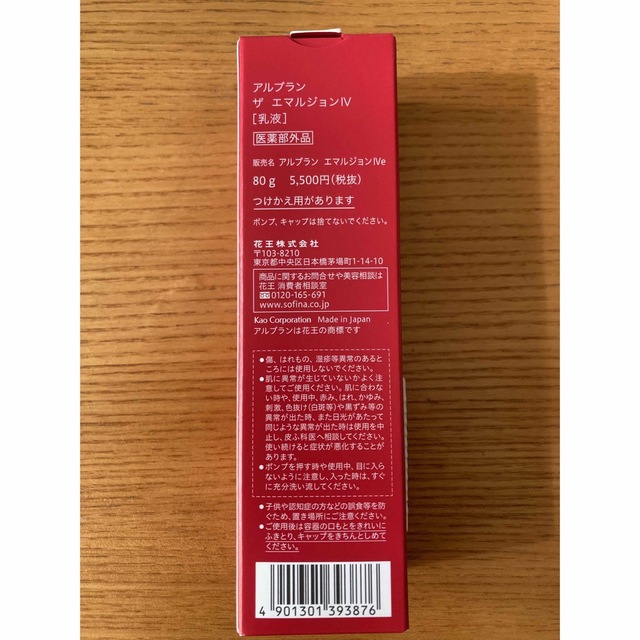 アルブラン
ザ エマルジョンⅣ
[乳液]
医薬部外品
販売名 アルブラン エマルジョンⅣe
80g 5,500円(税抜)
つけかえ用があります
ポンプ、キャップは捨てないでください。
花王株式会社
〒103-8210
東京都中央区日本橋茅場町1-14-10
商品に関するお問合せや美容相談は
花王 消費者相談室
0120-165-691
www.sofina.co.jp
Kao Corporation Made in Japan
アルブランは花王の商標です
●傷、はれもの、湿疹等異常のあると
ころには使用しないでください。
●肌に異常が生じていないかよく注
意してご使用ください。肌に合わな
い時や、使用中、赤み、はれ、かゆみ、
刺激、色抜け(白斑等)や黒ずみ等の
異常が出た時、また日光があたって
同じような異常が出た時は使用を中
止し、皮ふ科医へ相談してください。
使い続けると症状が悪化することが
あります。
●ポンプを押す時や使用中、目に入ら
ないように注意し、入った時は、すぐ
に充分洗い流してください。
●子供や認知症の方などの誤食等を防
ぐため、置き場所にご注意ください。
●ご使用後は容器の口もとをきれいに
ふきとり、キャップをきちんとしめてく
ださい。
4 901301 393876